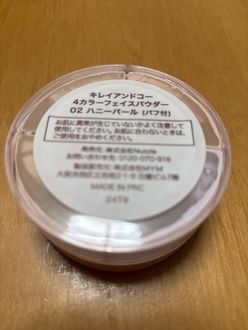 キレイアンドコー
4カラーフェイスパウダー
02 ハニーパール (パフ付)
お肌に異常が生じていないかよく注意して
使用してください。お肌に合わないときは、
ご使用をおやめください。
発売元: 株式会社Nuzzle
お問い合わせ先: 0120-070-916
製造販売元: 株式会社MYM
MADE IN PRC